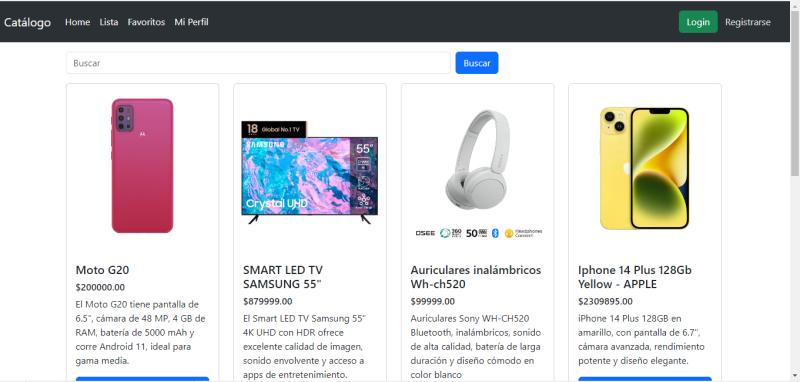 Catálogo Home Lista Favoritos Mi Perfil Login Registrarse
Buscar Buscar
18 Global No.1 TV
SAMSUNG 55"
Crystal UHD
DSEE 360 50 Headphones Connect
Moto G20
$200000.00
El Moto G20 tiene pantalla de
6.5", cámara de 48 MP, 4 GB de
RAM, batería de 5000 mAh y
corre Android 11, ideal para
gama media.
SMART LED TV
SAMSUNG 55"
$879999.00
El Smart LED TV Samsung 55"
4K UHD con HDR ofrece
excelente calidad de imagen,
sonido envolvente y acceso a
apps de entretenimiento.
Auriculares inalámbricos
Wh-ch520
$99999.00
Auriculares Sony WH-CH520
Bluetooth, inalámbricos, sonido
de alta calidad, batería de larga
duración y diseño cómodo en
color blanco
Iphone 14 Plus 128Gb
Yellow - APPLE
$2309895.00
iPhone 14 Plus 128GB en
amarillo, con pantalla de 6.7",
cámara avanzada, rendimiento
potente y diseño elegante.